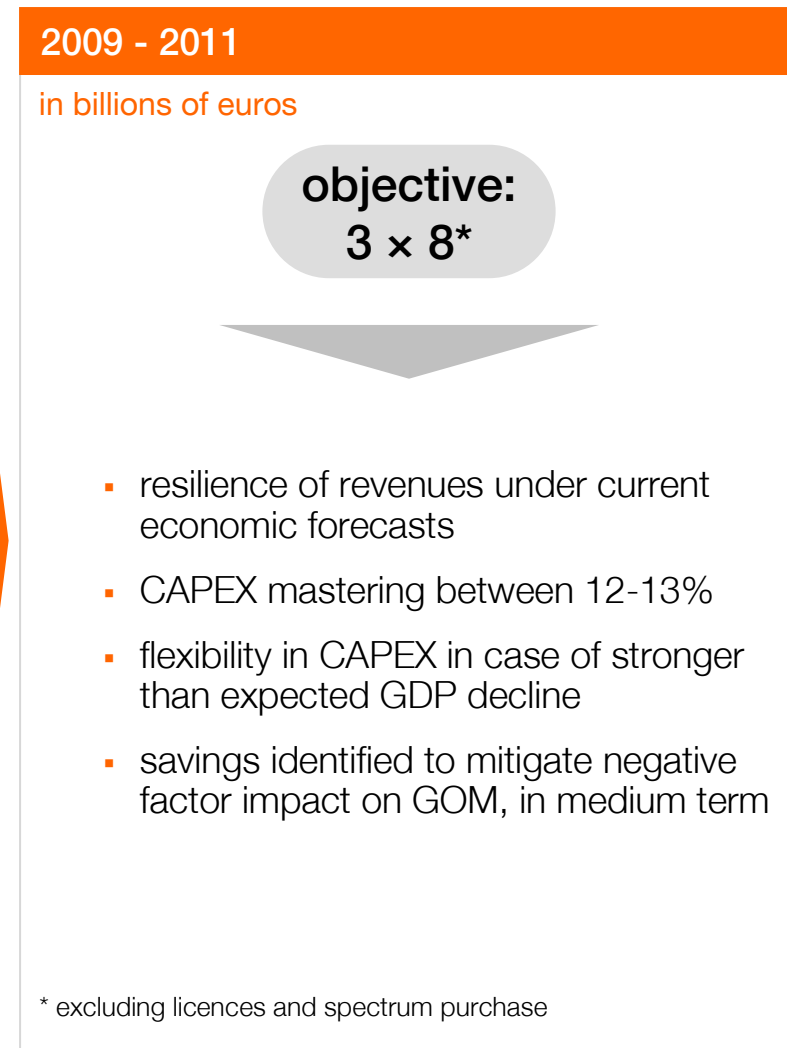 2009 - 2011
in billions of euros
objective:
3 × 8*
▪ resilience of revenues under current
economic forecasts
▪ CAPEX mastering between 12-13%
▪ flexibility in CAPEX in case of stronger
than expected GDP decline
▪ savings identified to mitigate negative
factor impact on GOM, in medium term
* excluding licences and spectrum purchase